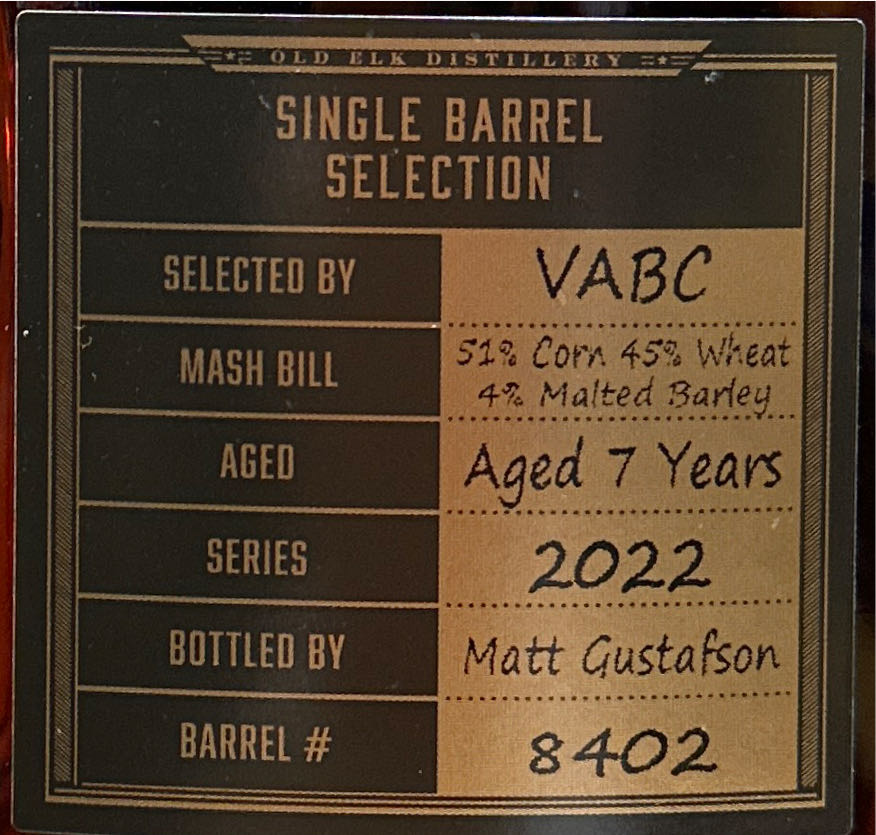 OLD ELK DISTILLERY
SINGLE BARREL
SELECTION
SELECTED BY VABC
MASH BILL 51% Corn 45% Wheat
4% Malted Barley
AGED Aged 7 Years
SERIES 2022
BOTTLED BY Matt Gustafson
BARREL # 8402